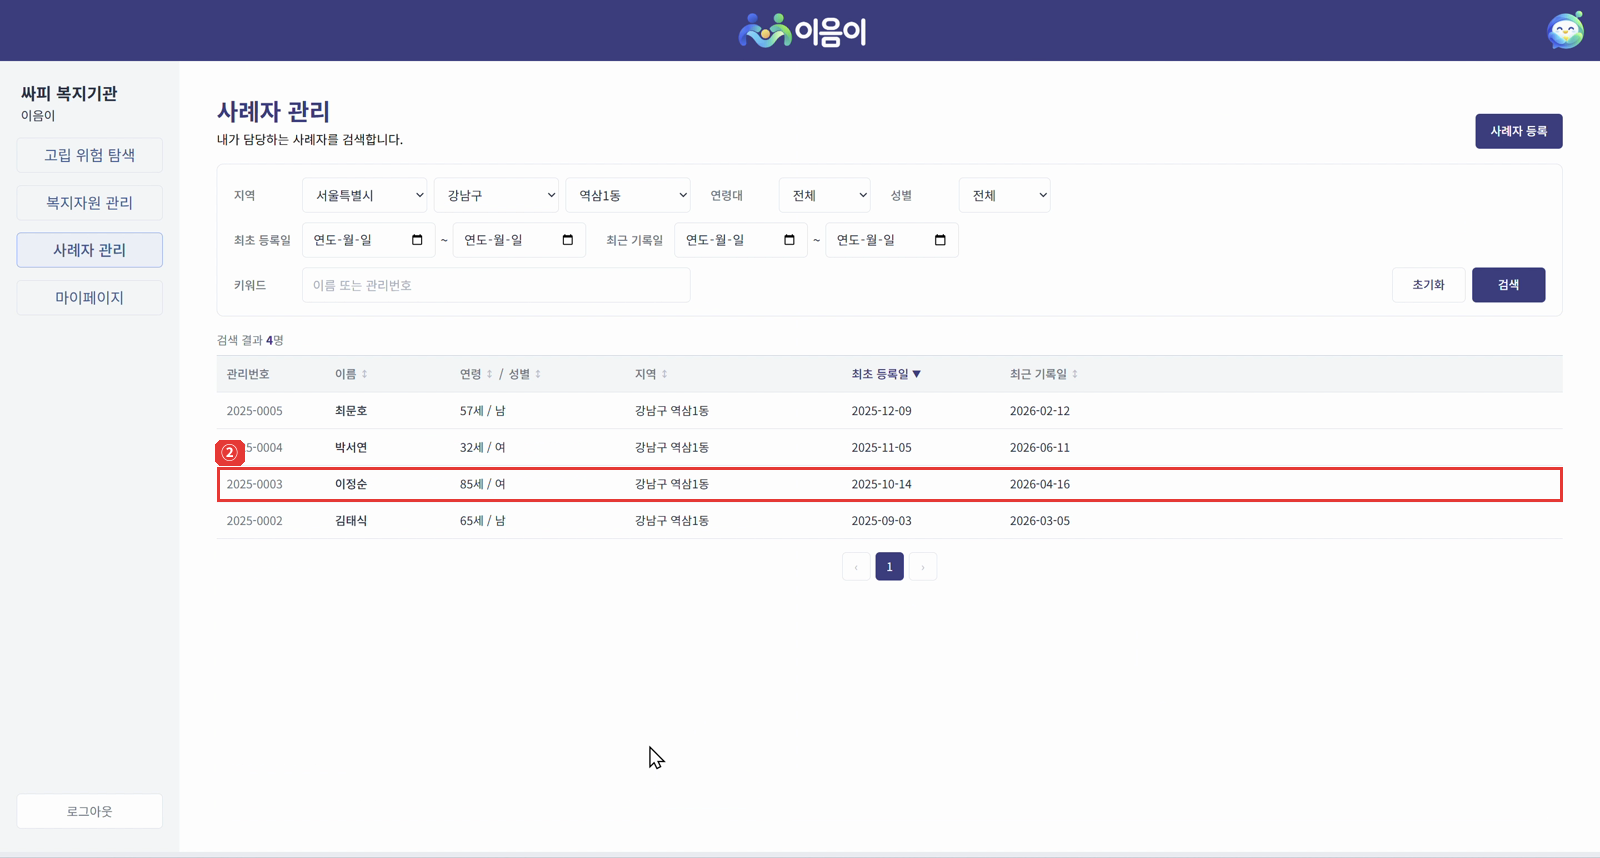 이음이
싸피 복지기관
이음이
고립 위험 탐색
복지자원 관리
사례자 관리
마이페이지
로그아웃
사례자 관리
내가 담당하는 사례자를 검색합니다.
사례자 등록
지역 서울특별시 강남구 역삼1동 연령대 전체 성별 전체
최초 등록일 연도-월-일 ~ 연도-월-일 최근 기록일 연도-월-일 ~ 연도-월-일
키워드 이름 또는 관리번호 초기화 검색
검색 결과 4명
관리번호 이름 ↕ 연령 ↕ / 성별 ↕ 지역 ↕ 최초 등록일 ▼ 최근 기록일 ↕
2025-0005 최문호 57세 / 남 강남구 역삼1동 2025-12-09 2026-02-12
② 5-0004 박서연 32세 / 여 강남구 역삼1동 2025-11-05 2026-06-11
2025-0003 이정순 85세 / 여 강남구 역삼1동 2025-10-14 2026-04-16
2025-0002 김태식 65세 / 남 강남구 역삼1동 2025-09-03 2026-03-05
‹ 1 ›